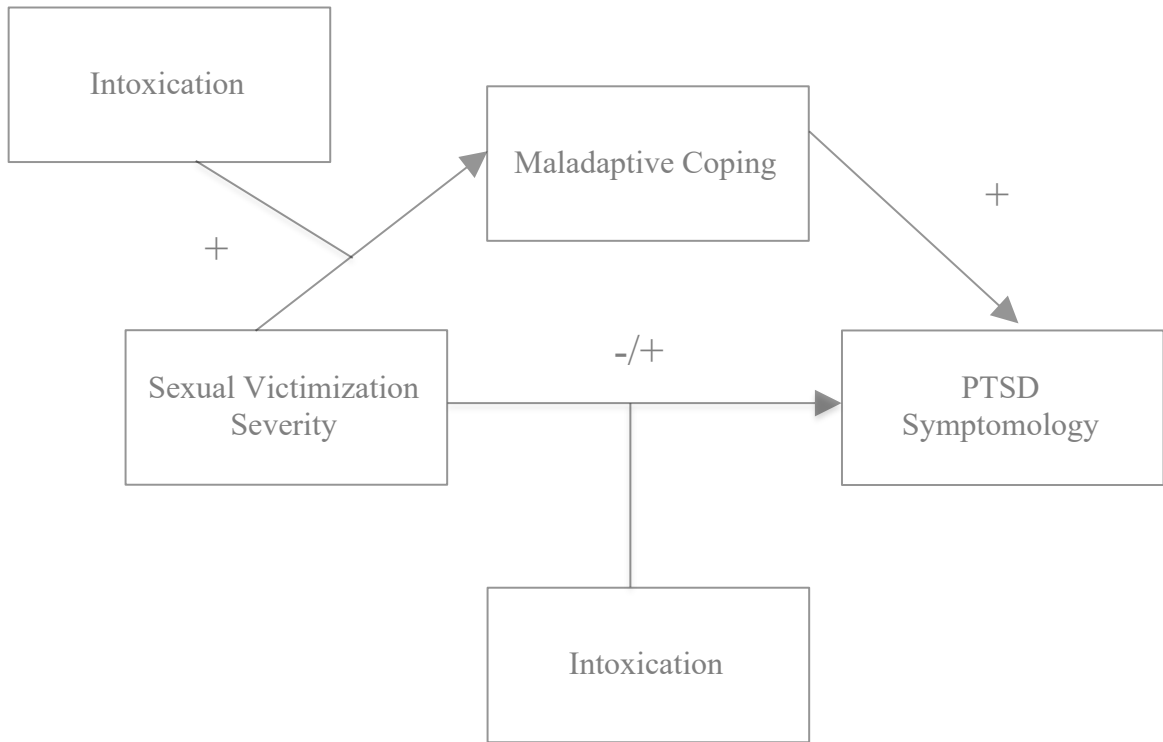 Intoxication
Maladaptive Coping
+
+
Sexual Victimization
Severity
-/+
PTSD
Symptomology
Intoxication